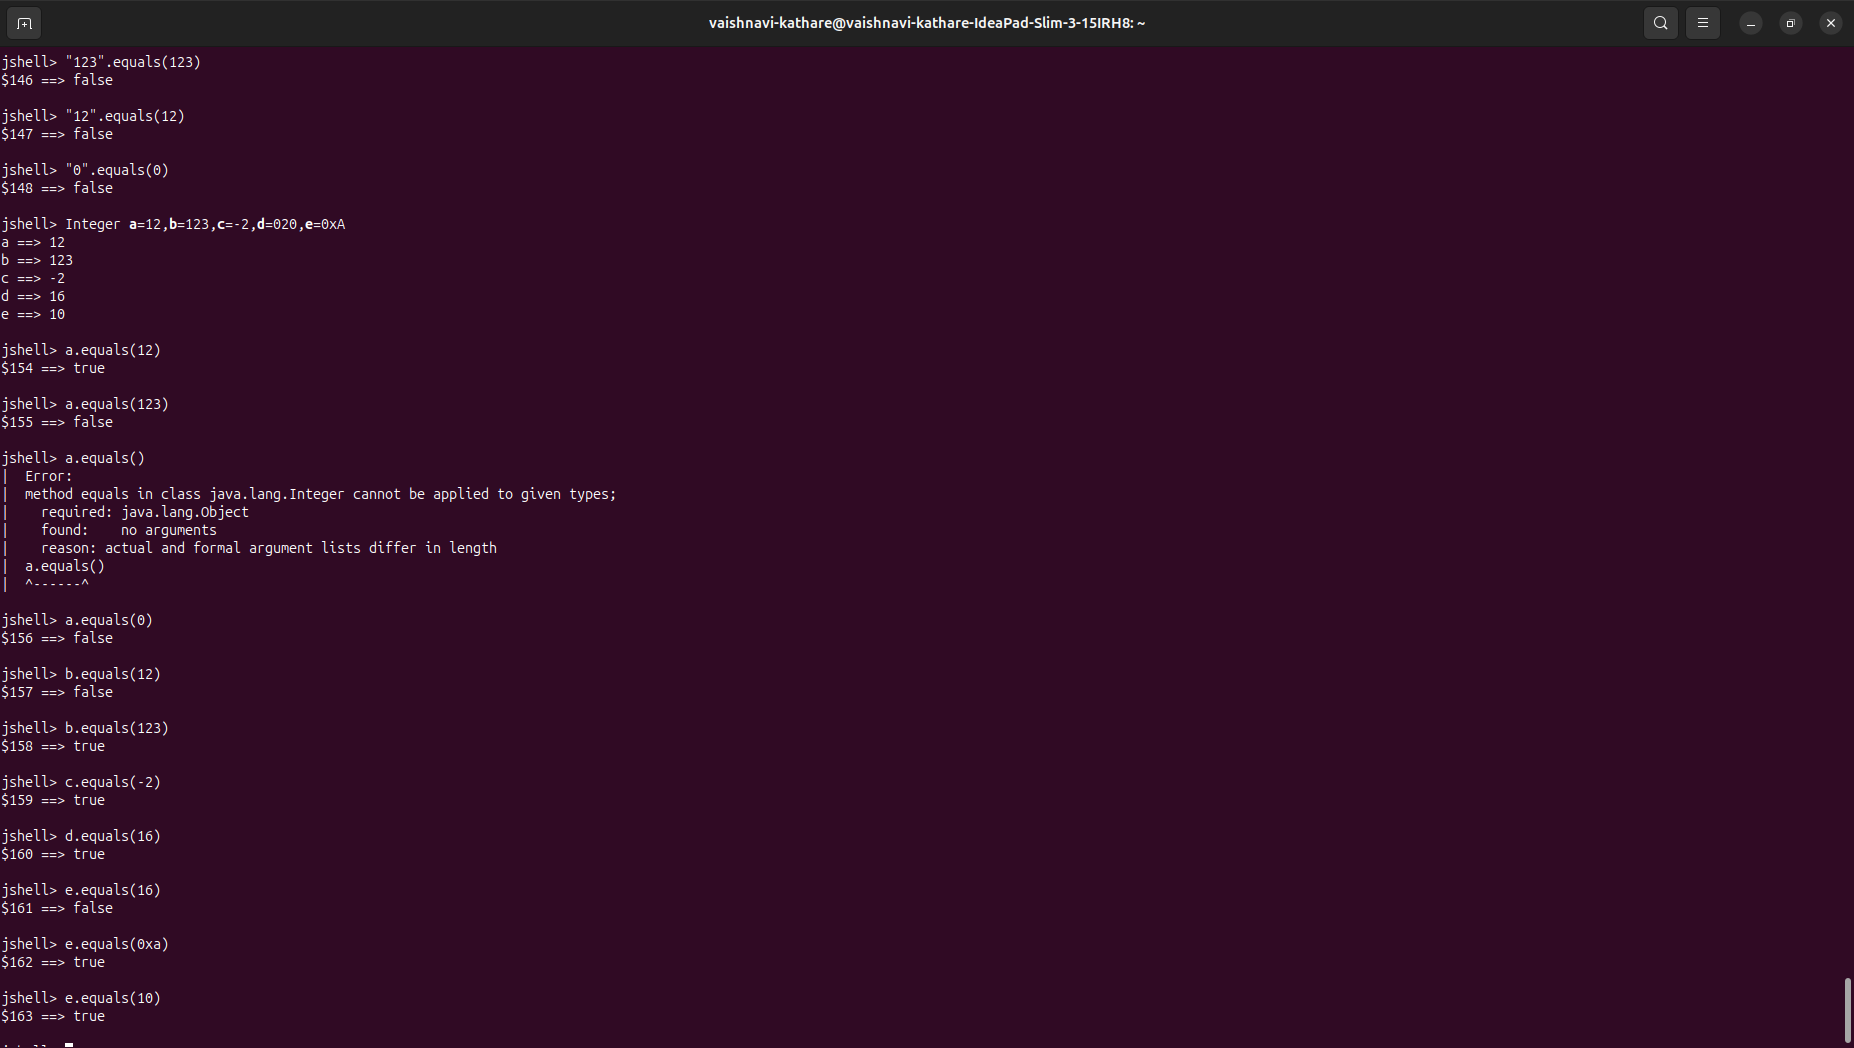 vaishnavi-kathare@vaishnavi-kathare-IdeaPad-Slim-3-15IRH8: ~
jshell> "123".equals(123)
$146 ==> false
jshell> "12".equals(12)
$147 ==> false
jshell> "0".equals(0)
$148 ==> false
jshell> Integer a=12,b=123,c=-2,d=020,e=0xA
a ==> 12
b ==> 123
c ==> -2
d ==> 16
e ==> 10
jshell> a.equals(12)
$154 ==> true
jshell> a.equals(123)
$155 ==> false
jshell> a.equals()
|  Error:
|  method equals in class java.lang.Integer cannot be applied to given types;
|    required: java.lang.Object
|    found:    no arguments
|    reason: actual and formal argument lists differ in length
|  a.equals()
|  ^------^
jshell> a.equals(0)
$156 ==> false
jshell> b.equals(12)
$157 ==> false
jshell> b.equals(123)
$158 ==> true
jshell> c.equals(-2)
$159 ==> true
jshell> d.equals(16)
$160 ==> true
jshell> e.equals(16)
$161 ==> false
jshell> e.equals(0xa)
$162 ==> true
jshell> e.equals(10)
$163 ==> true